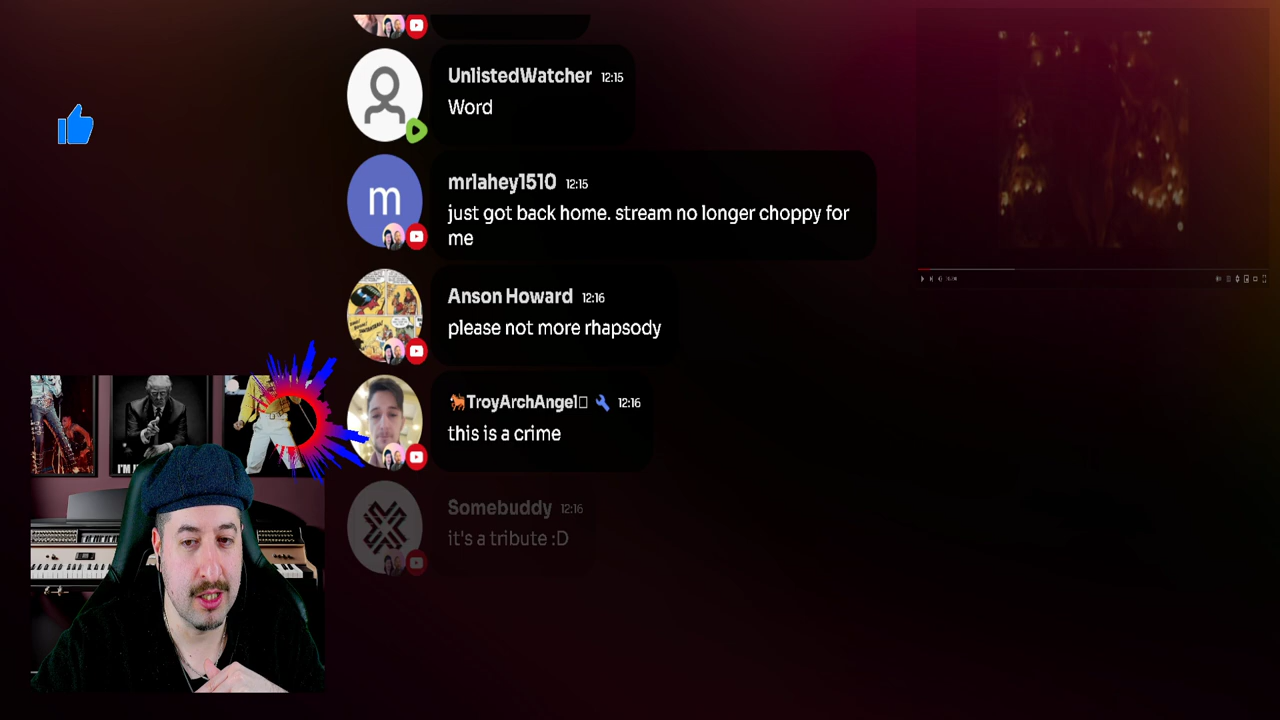 UnlistedWatcher 12:15
Word
m
mrlahey1510 12:15
just got back home. stream no longer choppy for
me
Anson Howard 12:16
please not more rhapsody
TroyArchAngel 12:16
this is a crime
Somebuddy 12:16
it's a tribute :D